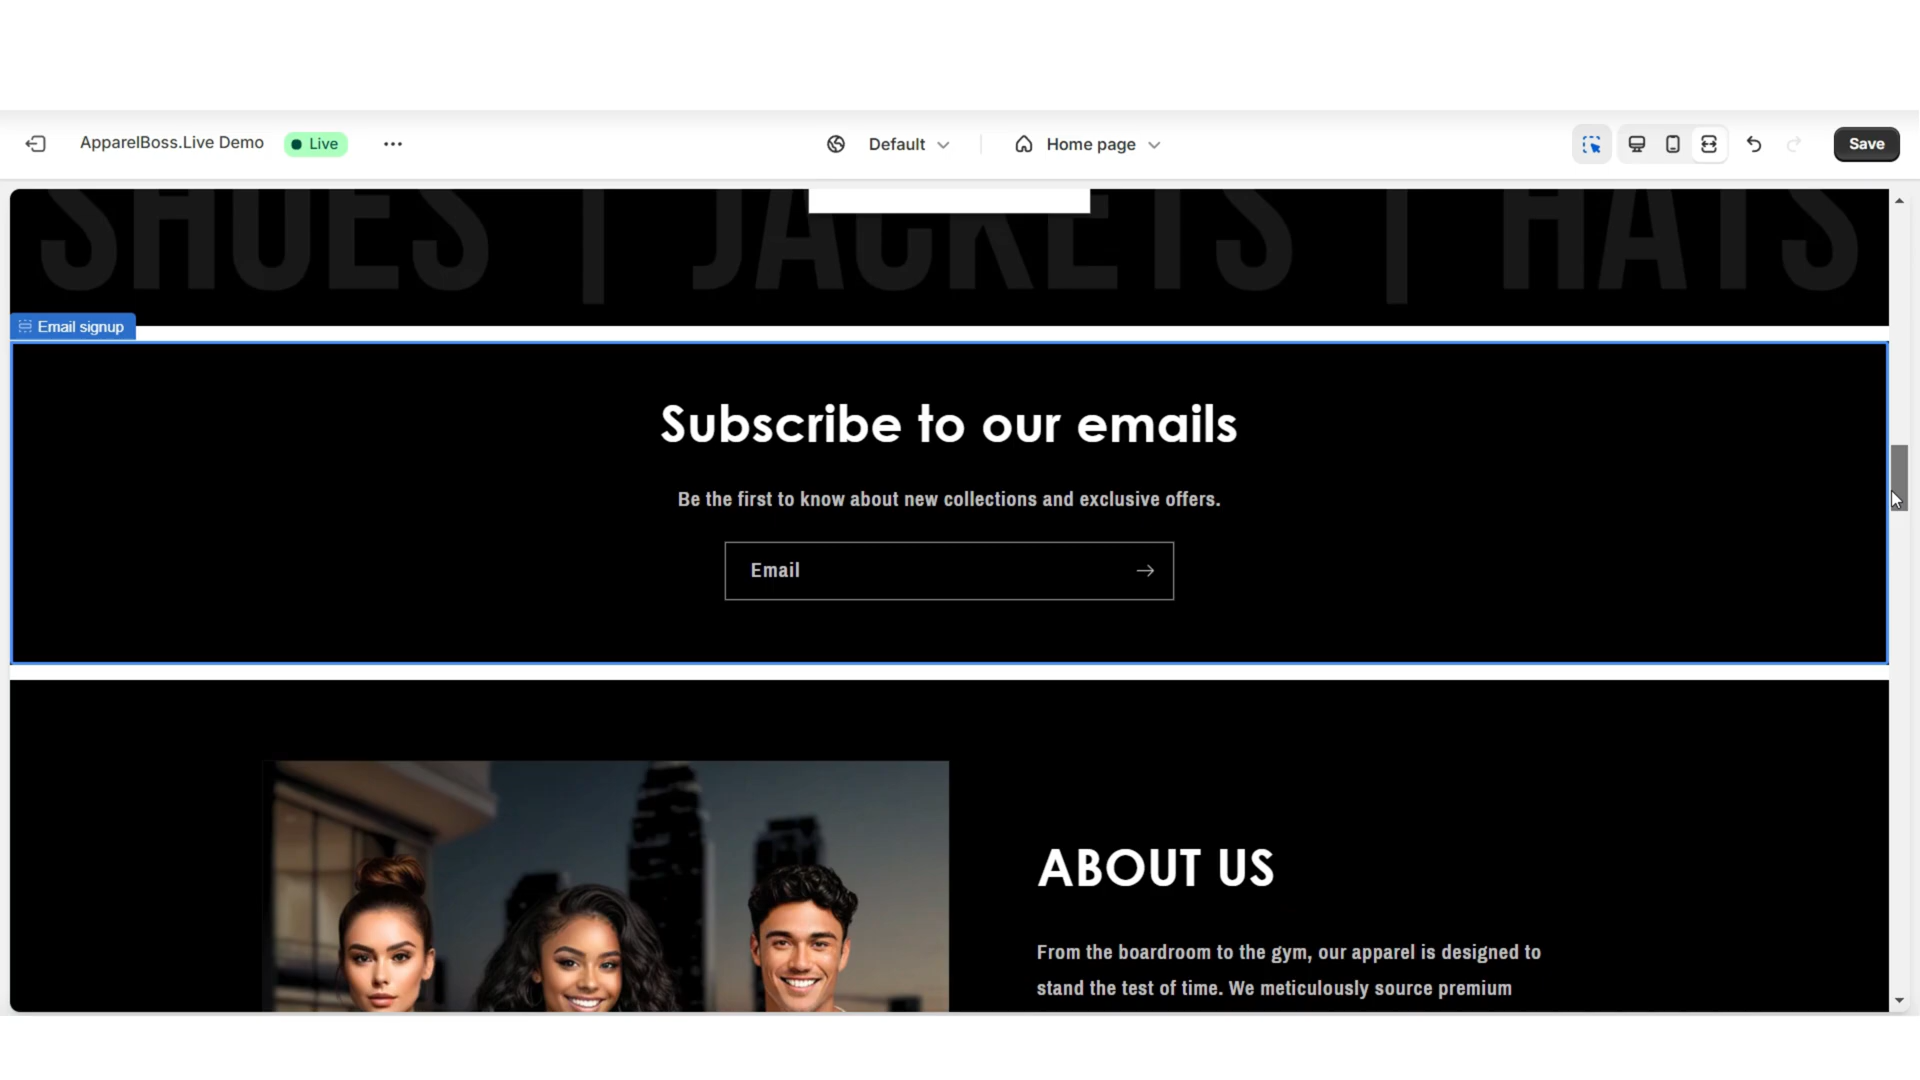 ApparelBoss.Live Demo
Live
Default
Home page
Save
SHOES | JACKETS | HATS
Email signup
Subscribe to our emails
Be the first to know about new collections and exclusive offers.
Email
ABOUT US
From the boardroom to the gym, our apparel is designed to
stand the test of time. We meticulously source premium